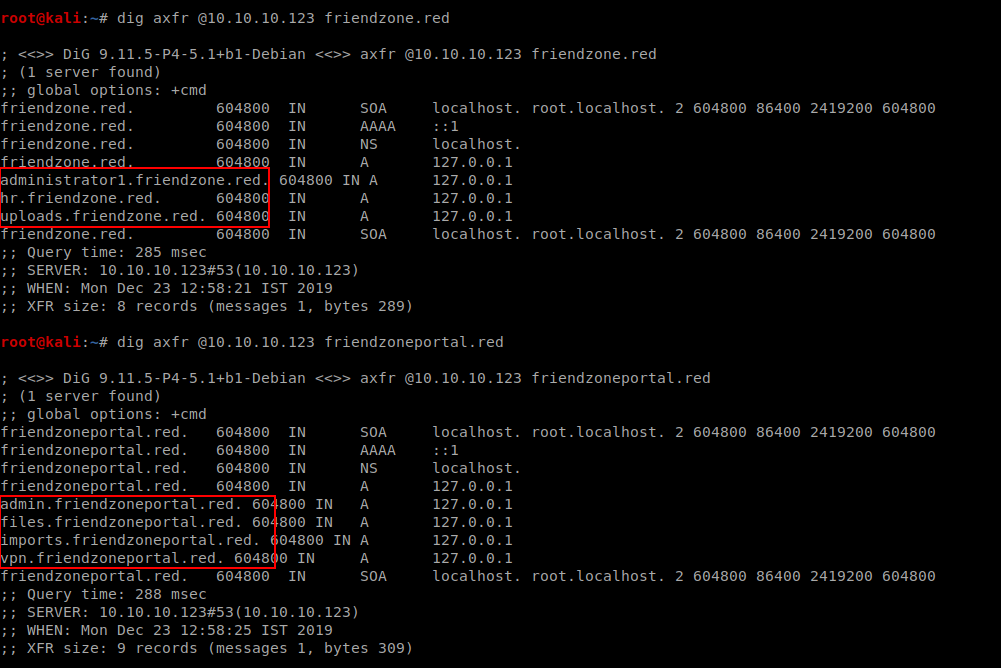 root@kali:~# dig axfr @10.10.10.123 friendzone.red
; <<>> DiG 9.11.5-P4-5.1+b1-Debian <<>> axfr @10.10.10.123 friendzone.red
; (1 server found)
;; global options: +cmd
friendzone.red. 604800 IN SOA localhost. root.localhost. 2 604800 86400 2419200 604800
friendzone.red. 604800 IN AAAA ::1
friendzone.red. 604800 IN NS localhost.
friendzone.red. 604800 IN A 127.0.0.1
administrator1.friendzone.red. 604800 IN A 127.0.0.1
hr.friendzone.red. 604800 IN A 127.0.0.1
uploads.friendzone.red. 604800 IN A 127.0.0.1
friendzone.red. 604800 IN SOA localhost. root.localhost. 2 604800 86400 2419200 604800
;; Query time: 285 msec
;; SERVER: 10.10.10.123#53(10.10.10.123)
;; WHEN: Mon Dec 23 12:58:21 IST 2019
;; XFR size: 8 records (messages 1, bytes 289)
root@kali:~# dig axfr @10.10.10.123 friendzoneportal.red
; <<>> DiG 9.11.5-P4-5.1+b1-Debian <<>> axfr @10.10.10.123 friendzoneportal.red
; (1 server found)
;; global options: +cmd
friendzoneportal.red. 604800 IN SOA localhost. root.localhost. 2 604800 86400 2419200 604800
friendzoneportal.red. 604800 IN AAAA ::1
friendzoneportal.red. 604800 IN NS localhost.
friendzoneportal.red. 604800 IN A 127.0.0.1
admin.friendzoneportal.red. 604800 IN A 127.0.0.1
files.friendzoneportal.red. 604800 IN A 127.0.0.1
imports.friendzoneportal.red. 604800 IN A 127.0.0.1
vpn.friendzoneportal.red. 604800 IN A 127.0.0.1
friendzoneportal.red. 604800 IN SOA localhost. root.localhost. 2 604800 86400 2419200 604800
;; Query time: 288 msec
;; SERVER: 10.10.10.123#53(10.10.10.123)
;; WHEN: Mon Dec 23 12:58:25 IST 2019
;; XFR size: 9 records (messages 1, bytes 309)